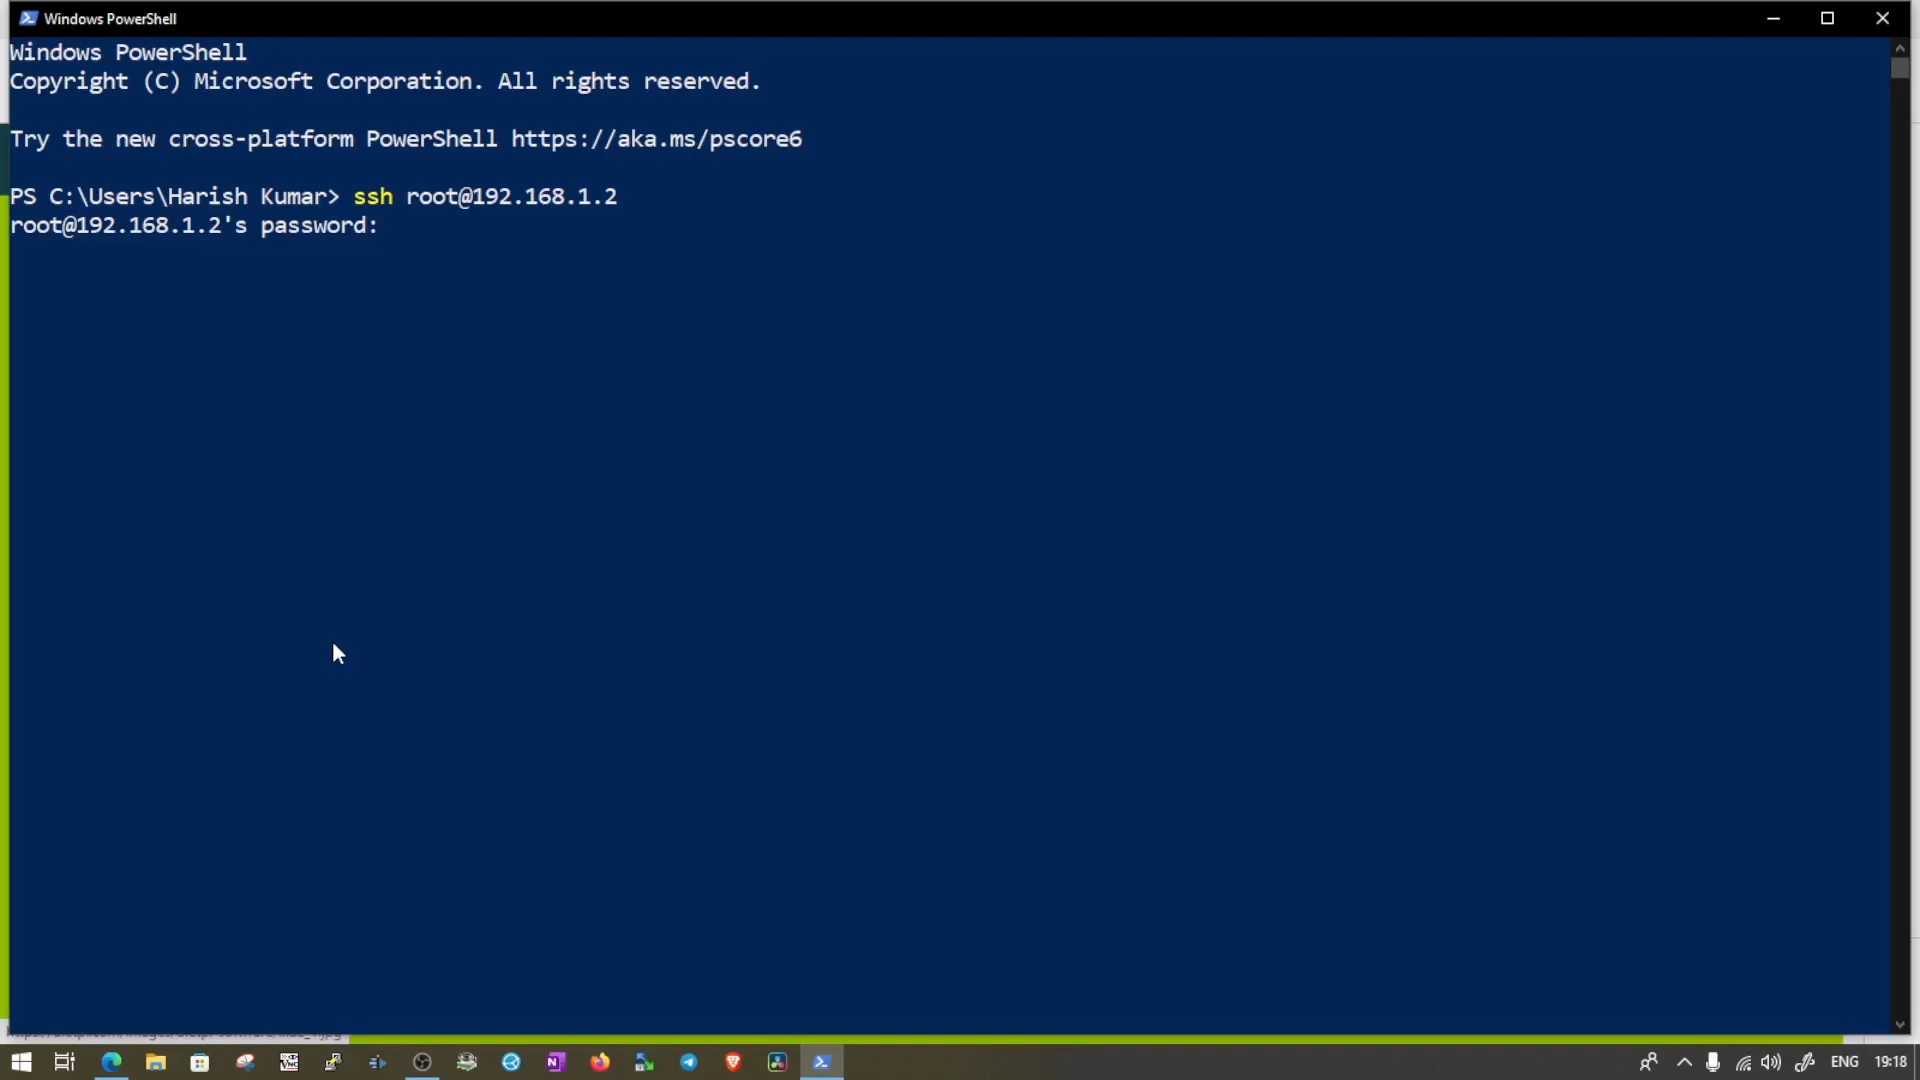 Windows PowerShell
Windows PowerShell
Copyright (C) Microsoft Corporation. All rights reserved.
Try the new cross-platform PowerShell https://aka.ms/pscore6
PS C:\Users\Harish Kumar> ssh root@192.168.1.2
root@192.168.1.2's password:
ENG
19:18